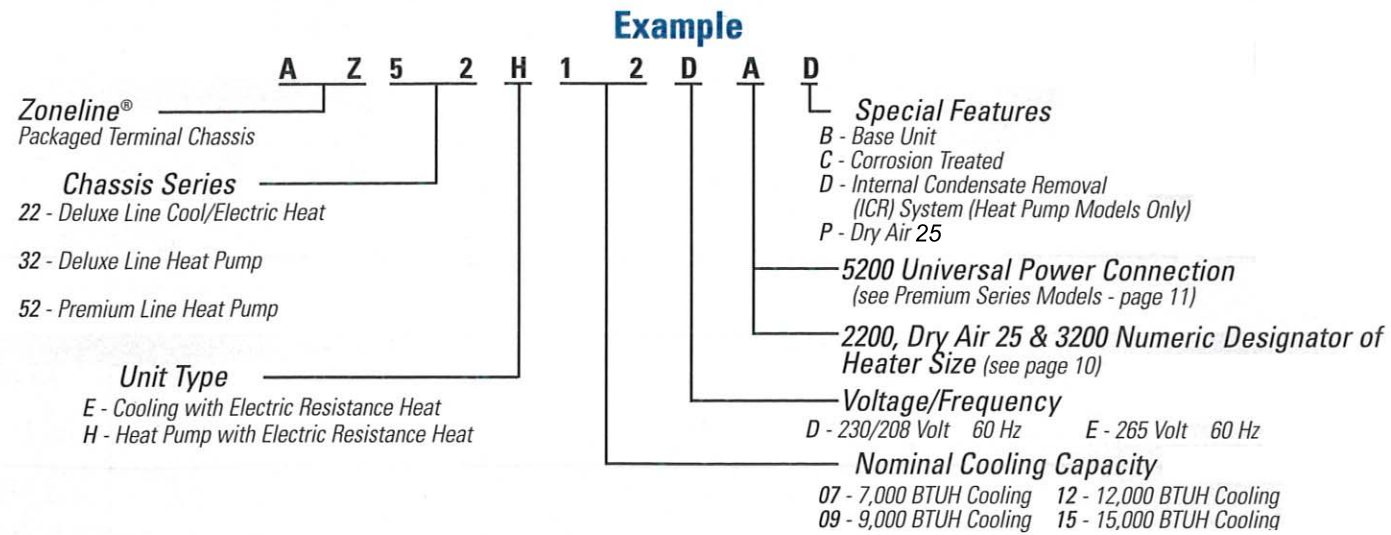 Example
A Z 5 2 H 1 2 D A D
Zoneline®
Packaged Terminal Chassis
Chassis Series
22 - Deluxe Line Cool/Electric Heat
32 - Deluxe Line Heat Pump
52 - Premium Line Heat Pump
Unit Type
E - Cooling with Electric Resistance Heat
H - Heat Pump with Electric Resistance Heat
Special Features
B - Base Unit
C - Corrosion Treated
D - Internal Condensate Removal
(ICR) System (Heat Pump Models Only)
P - Dry Air 25
5200 Universal Power Connection
(see Premium Series Models - page 11)
2200, Dry Air 25 & 3200 Numeric Designator of
Heater Size (see page 10)
Voltage/Frequency
D - 230/208 Volt 60 Hz E - 265 Volt 60 Hz
Nominal Cooling Capacity
07 - 7,000 BTUH Cooling 12 - 12,000 BTUH Cooling
09 - 9,000 BTUH Cooling 15 - 15,000 BTUH Cooling